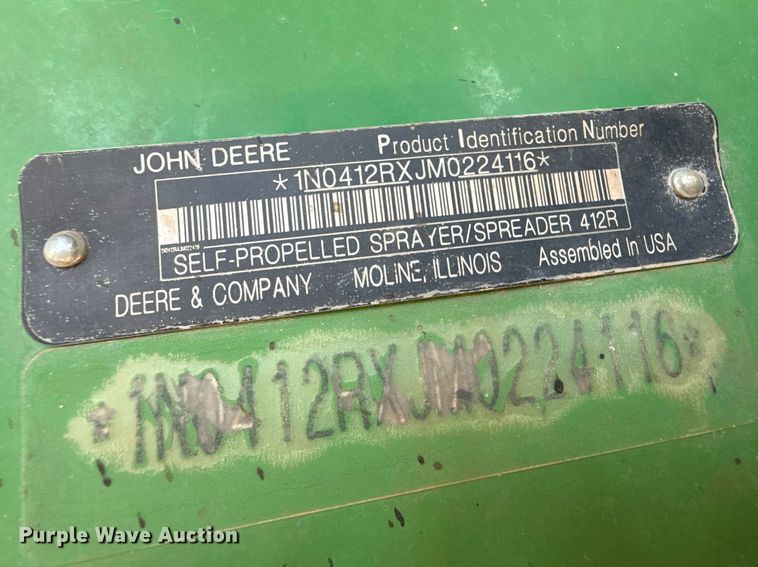 JOHN DEERE Product Identification Number
*1N0412RXJM0224116*
SELF-PROPELLED SPRAYER/SPREADER 412R
DEERE & COMPANY MOLINE, ILLINOIS Assembled In USA
*1N0412RXJM0224116*
Purple Wave Auction